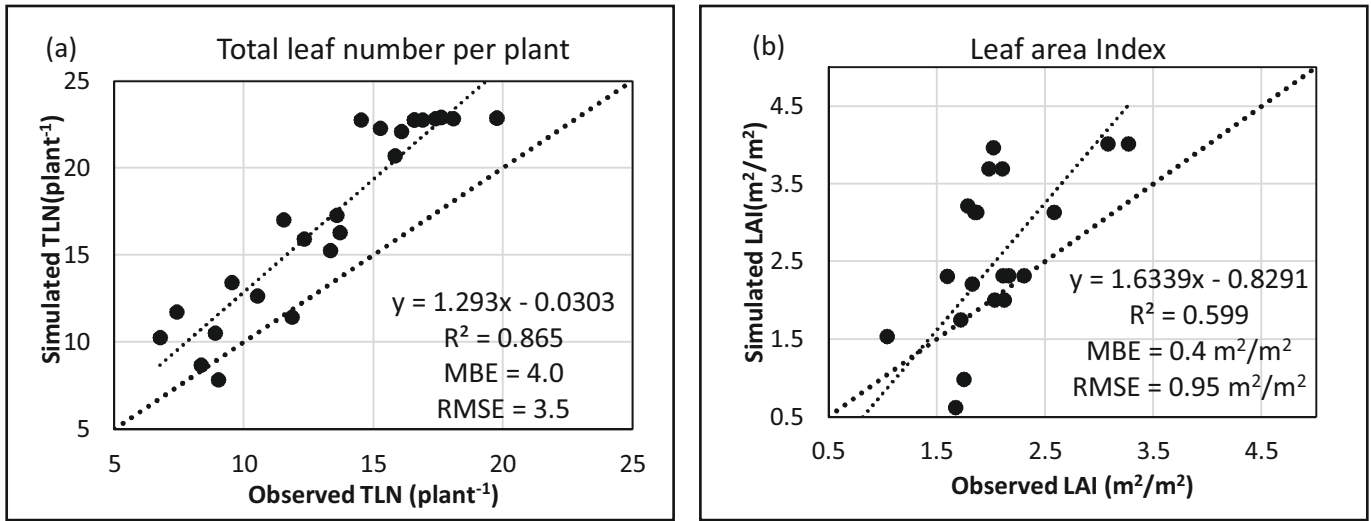 (a) Total leaf number per plant
Simulated TLN(plant⁻¹)
25
20
15
10
5
y = 1.293x - 0.0303
R² = 0.865
MBE = 4.0
RMSE = 3.5
5 10 15 20 25
Observed TLN (plant⁻¹)
(b) Leaf area Index
Simulated LAI(m²/m²)
4.5
3.5
2.5
1.5
0.5
y = 1.6339x - 0.8291
R² = 0.599
MBE = 0.4 m²/m²
RMSE = 0.95 m²/m²
0.5 1.5 2.5 3.5 4.5
Observed LAI (m²/m²)